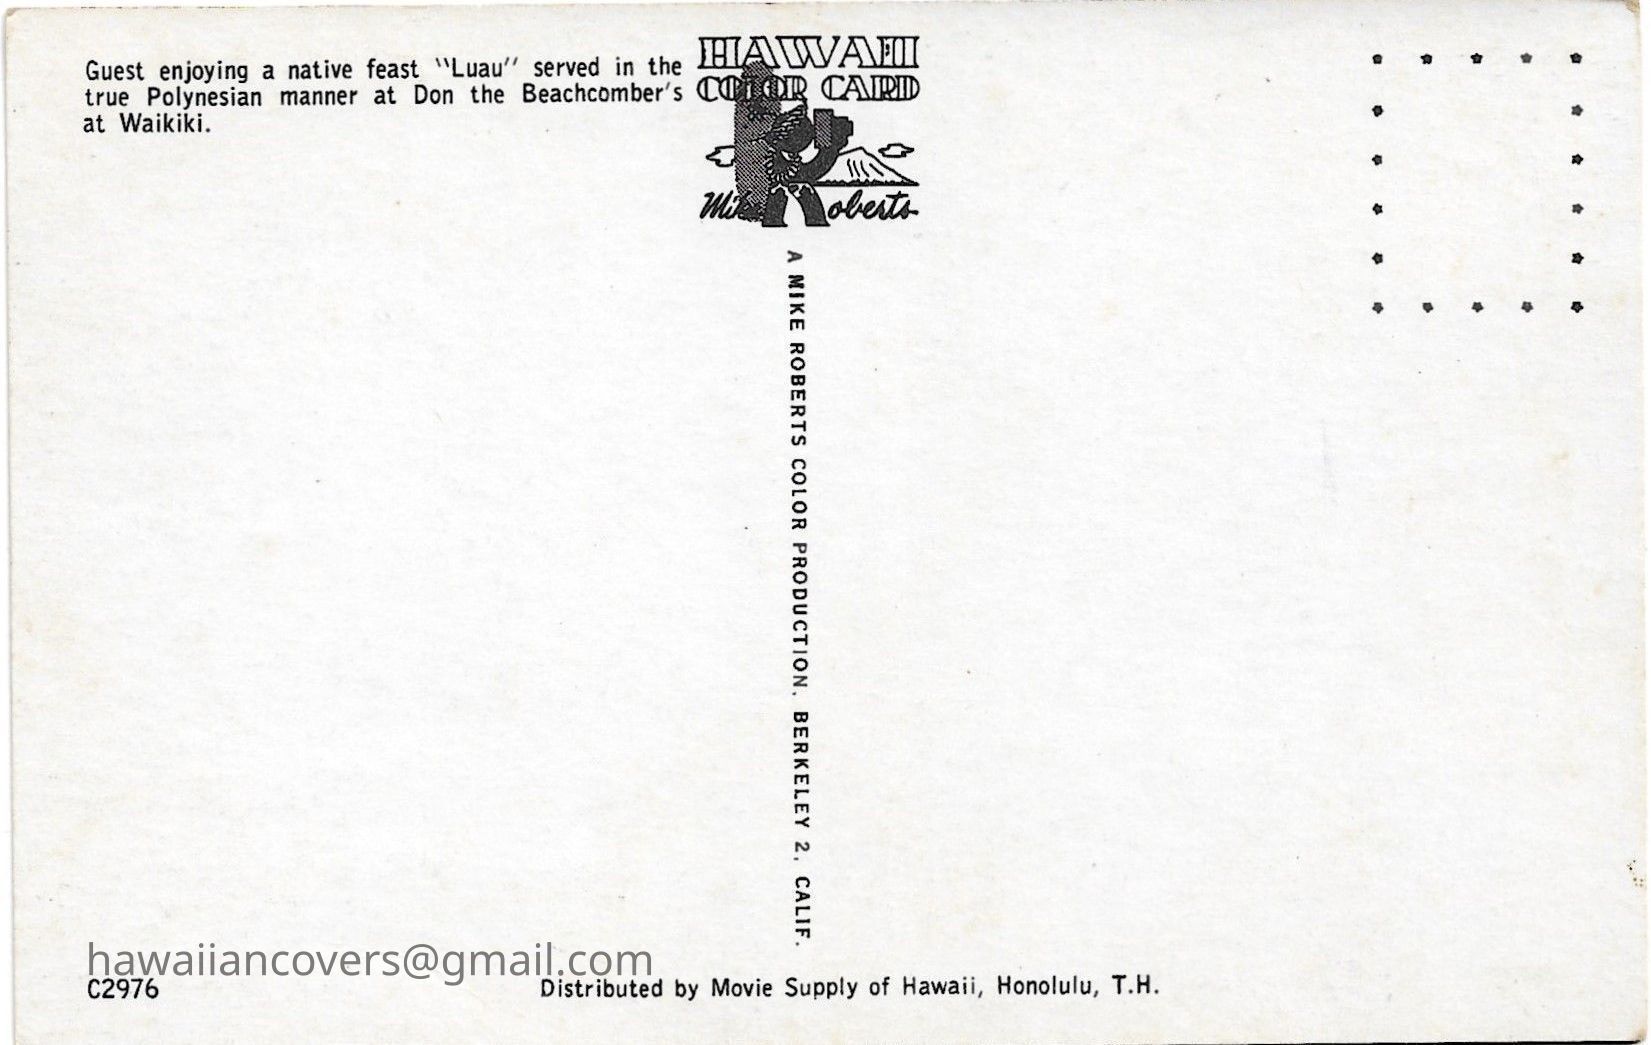 Guest enjoying a native feast "Luau" served in the
true Polynesian manner at Don the Beachcomber's
at Waikiki.
HAWAII
COLOR CARD
Mike Roberts
A MIKE ROBERTS COLOR PRODUCTION, BERKELEY 2, CALIF.
hawaiiancovers@gmail.com
C2976
Distributed by Movie Supply of Hawaii, Honolulu, T.H.